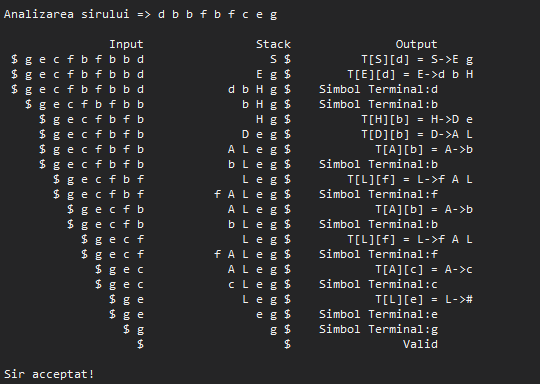 Analizarea sirului => d b b f b f c e g
Input Stack Output
$ g e c f b f b b d S $ T[S][d] = S->E g
$ g e c f b f b b d E g $ T[E][d] = E->d b H
$ g e c f b f b b d d b H g $ Simbol Terminal:d
$ g e c f b f b b b H g $ Simbol Terminal:b
$ g e c f b f b H g $ T[H][b] = H->D e
$ g e c f b f b D e g $ T[D][b] = D->A L
$ g e c f b f b A L e g $ T[A][b] = A->b
$ g e c f b f b b L e g $ Simbol Terminal:b
$ g e c f b f L e g $ T[L][f] = L->f A L
$ g e c f b f f A L e g $ Simbol Terminal:f
$ g e c f b A L e g $ T[A][b] = A->b
$ g e c f b b L e g $ Simbol Terminal:b
$ g e c f L e g $ T[L][f] = L->f A L
$ g e c f f A L e g $ Simbol Terminal:f
$ g e c A L e g $ T[A][c] = A->c
$ g e c c L e g $ Simbol Terminal:c
$ g e L e g $ T[L][e] = L->#
$ g e e g $ Simbol Terminal:e
$ g g $ Simbol Terminal:g
$ $ Valid
Sir acceptat!